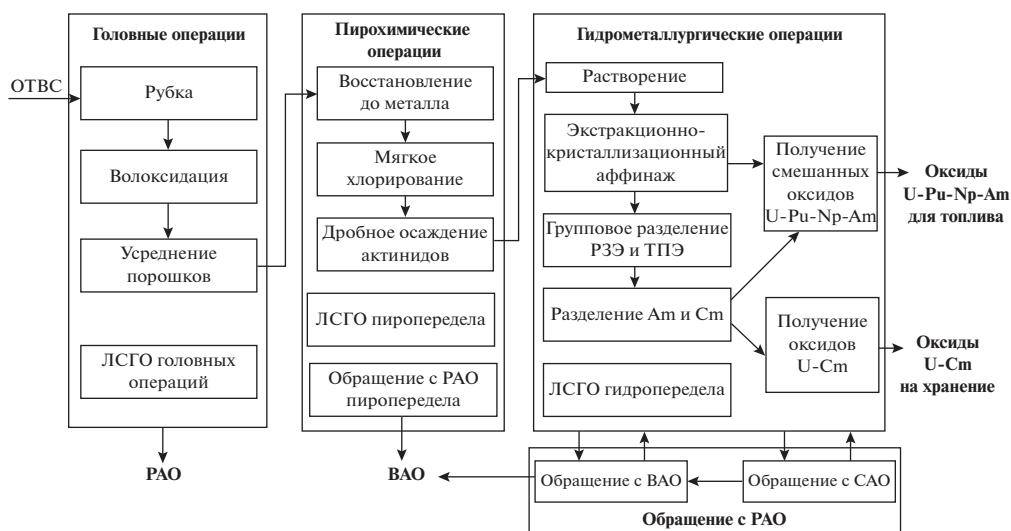 Головные операции
ОТВС
Рубка
Волоксидация
Усреднение
порошков
ЛСГО головных
операций
РАО
Пирохимические
операции
Восстановление
до металла
Мягкое
хлорирование
Дробное осаждение
актинидов
ЛСГО пиропередела
Обращение с РАО
пиропередела
ВАО
Гидрометаллургические операции
Растворение
Экстракционно-
кристаллизационный
аффинаж
Групповое разделение
РЗЭ и ТПЭ
Разделение Am и Cm
ЛСГО гидропередела
Получение
смешанных
оксидов
U-Pu-Np-Am
Получение
оксидов
U-Cm
Оксиды
U-Pu-Np-Am
для топлива
Оксиды
U-Cm
на хранение
Обращение с ВАО
Обращение с САО
Обращение с РАО